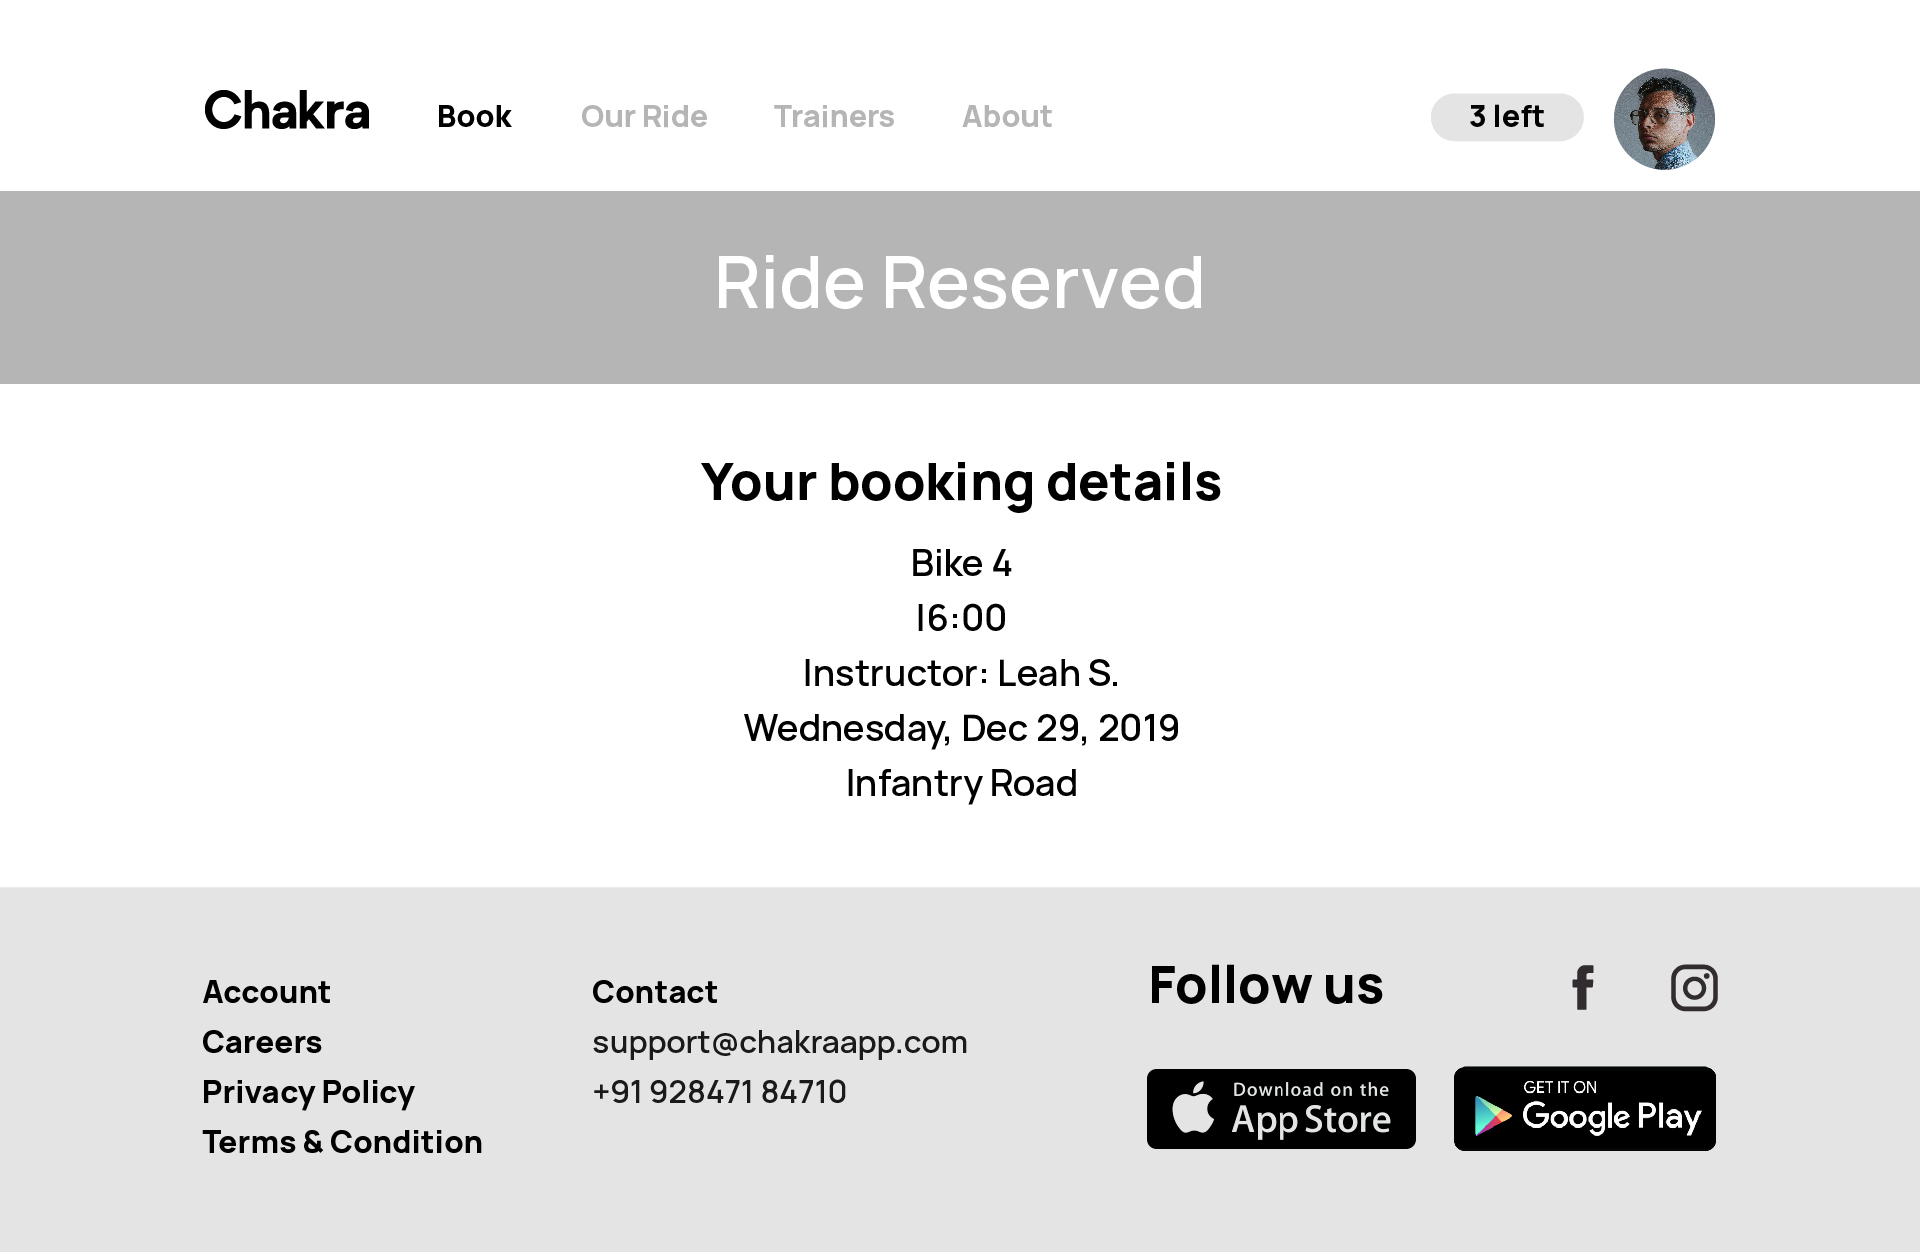 Chakra
Book
Our Ride
Trainers
About
3 left
Ride Reserved
Your booking details
Bike 4
16:00
Instructor: Leah S.
Wednesday, Dec 29, 2019
Infantry Road
Account
Careers
Privacy Policy
Terms & Condition
Contact
support@chakraapp.com
+91 928471 84710
Follow us
Download on the
App Store
GET IT ON
Google Play